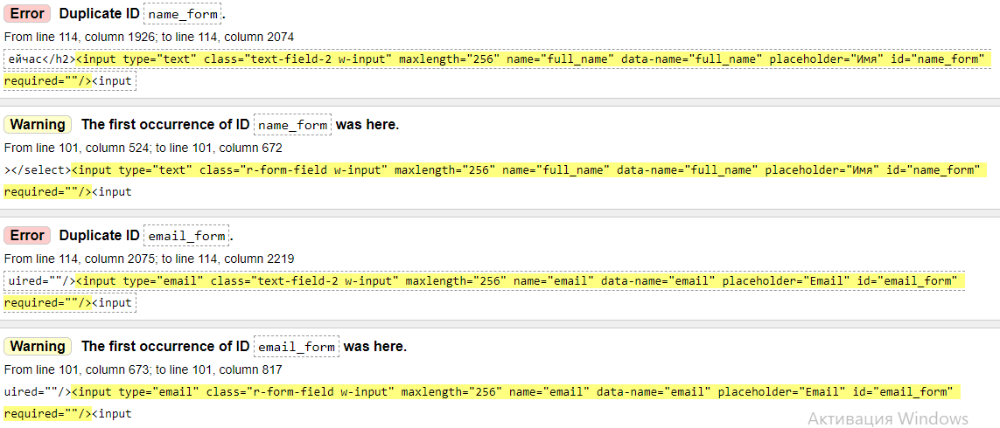 Error Duplicate ID name_form.
From line 114, column 1926; to line 114, column 2074
ейчас</h2><input type="text" class="text-field-2 w-input" maxlength="256" name="full_name" data-name="full_name" placeholder="Имя" id="name_form"
required=""/><input
Warning The first occurrence of ID name_form was here.
From line 101, column 524; to line 101, column 672
></select><input type="text" class="r-form-field w-input" maxlength="256" name="full_name" data-name="full_name" placeholder="Имя" id="name_form"
required=""/><input
Error Duplicate ID email_form.
From line 114, column 2075; to line 114, column 2219
uired=""/><input type="email" class="text-field-2 w-input" maxlength="256" name="email" data-name="email" placeholder="Email" id="email_form"
required=""/><input
Warning The first occurrence of ID email_form was here.
From line 101, column 673; to line 101, column 817
uired=""/><input type="email" class="r-form-field w-input" maxlength="256" name="email" data-name="email" placeholder="Email" id="email_form"
required=""/><input
Активация Windows